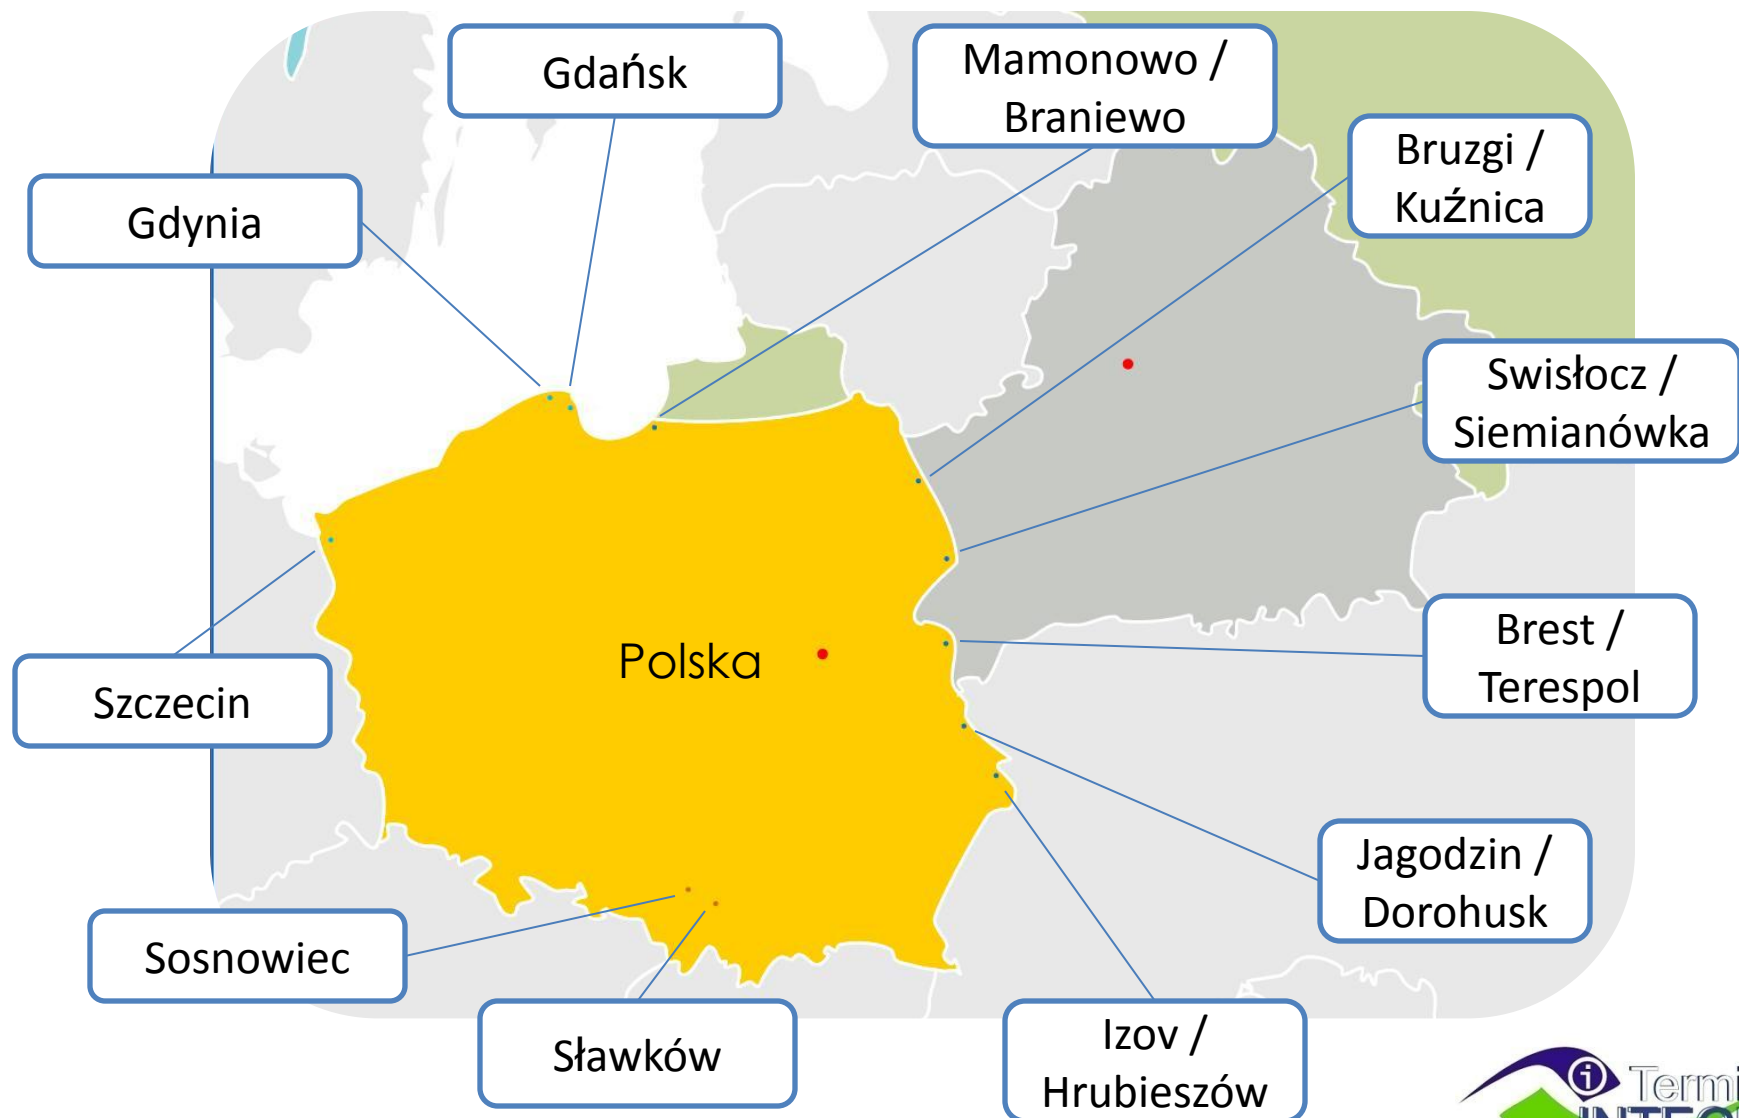 Gdańsk
Mamonowo /
Braniewo
Bruzgi /
Kuźnica
Gdynia
Swisłocz /
Siemianówka
Brest /
Terespol
Polska
Szczecin
Jagodzin /
Dorohusk
Sosnowiec
Sławków
Izov /
Hrubieszów
i